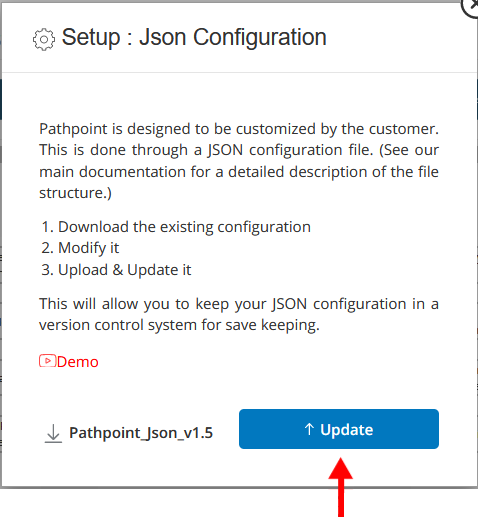 Setup : Json Configuration
Pathpoint is designed to be customized by the customer.
This is done through a JSON configuration file. (See our
main documentation for a detailed description of the file
structure.)
1. Download the existing configuration
2. Modify it
3. Upload & Update it
This will allow you to keep your JSON configuration in a
version control system for save keeping.
Demo
Pathpoint_Json_v1.5
↑ Update